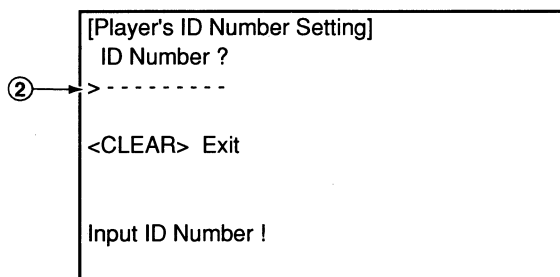 [Player's ID Number Setting]
ID Number ?
② >---------
<CLEAR> Exit
Input ID Number !